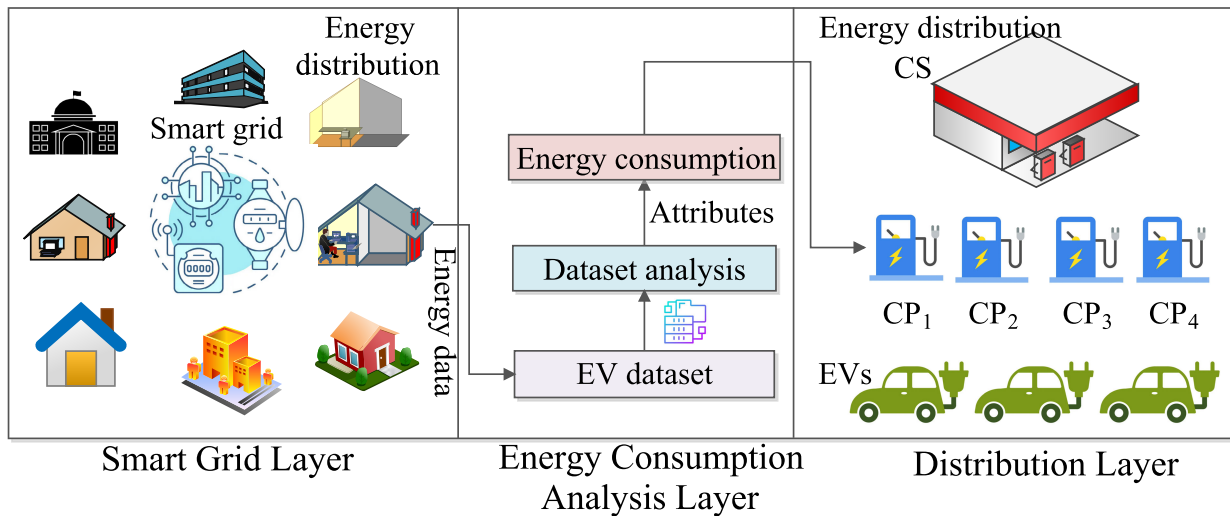 Energy
distribution
Smart grid
Energy data
Smart Grid Layer
Energy consumption
Attributes
Dataset analysis
EV dataset
Energy Consumption
Analysis Layer
Energy distribution
CS
CP₁ CP₂ CP₃ CP₄
EVs
Distribution Layer